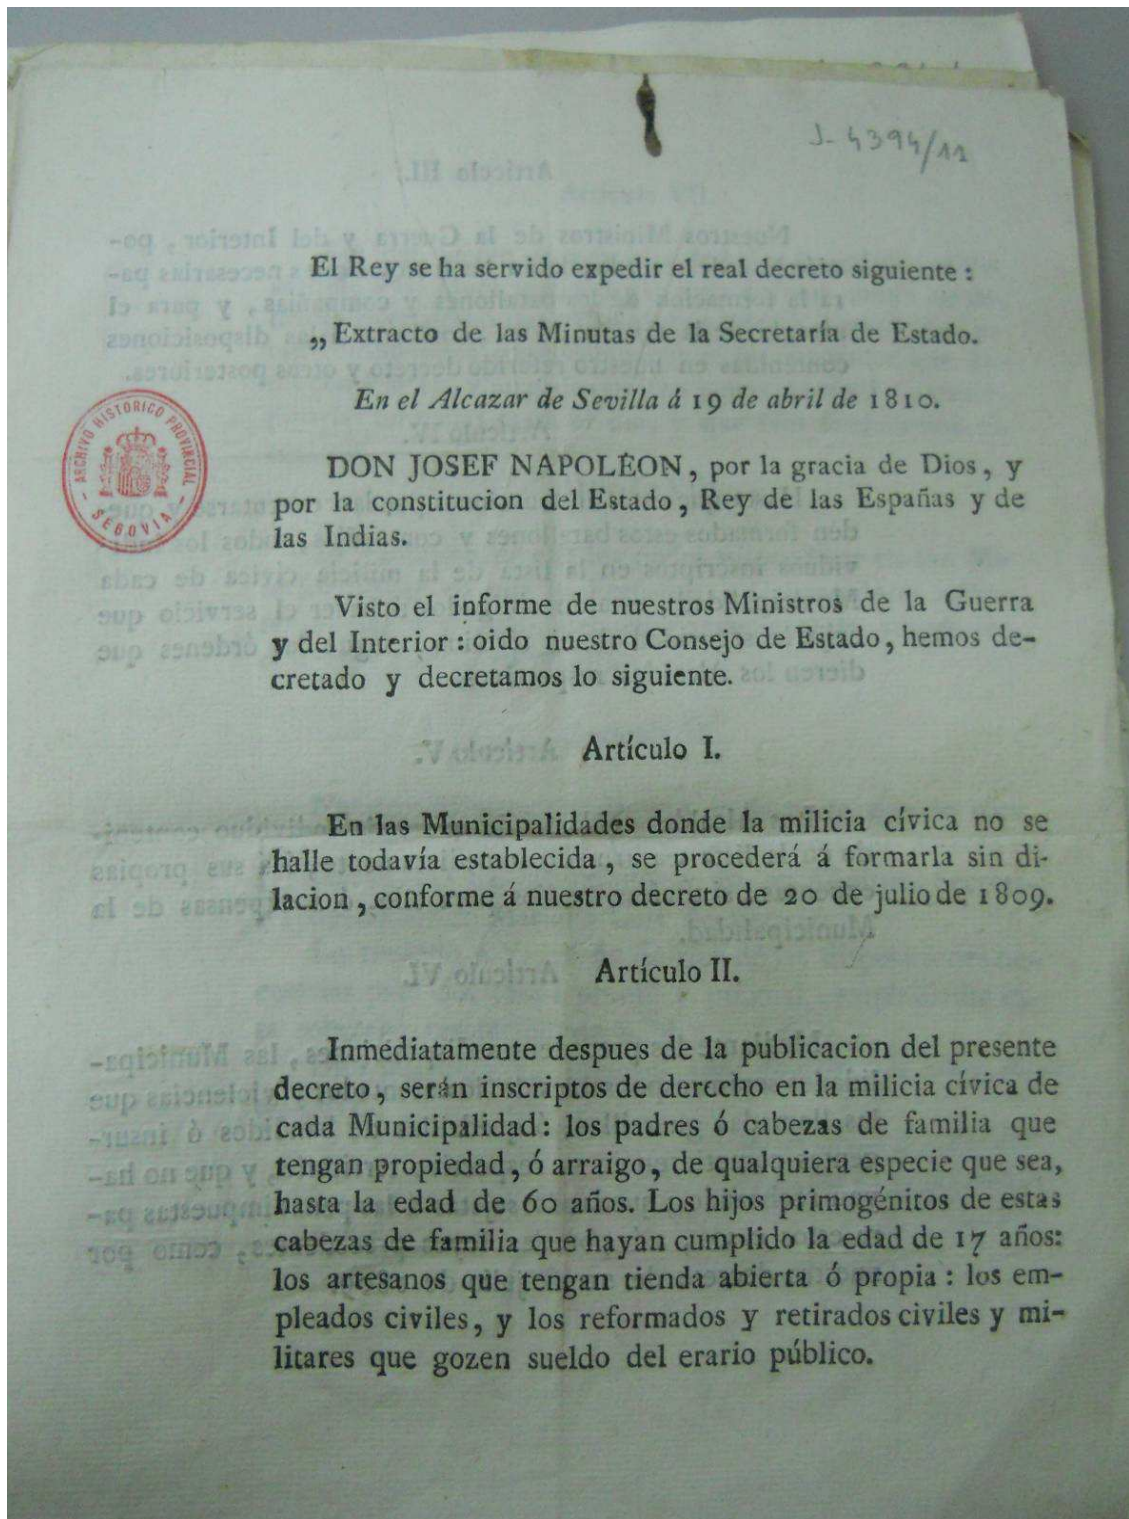 J-4394/11
El Rey se ha servido expedir el real decreto siguiente :
„ Extracto de las Minutas de la Secretaría de Estado.
En el Alcazar de Sevilla á 19 de abril de 1810.
ARCHIVO HISTORICO PROVINCIAL
- SEGOVIA -
DON JOSEF NAPOLEON, por la gracia de Dios, y
por la constitucion del Estado, Rey de las Españas y de
las Indias.
Visto el informe de nuestros Ministros de la Guerra
y del Interior : oido nuestro Consejo de Estado, hemos de-
cretado y decretamos lo siguiente.
Artículo I.
En las Municipalidades donde la milicia cívica no se
halle todavía establecida, se procederá á formarla sin di-
lacion, conforme á nuestro decreto de 20 de julio de 1809.
Artículo II.
Inmediatamente despues de la publicacion del presente
decreto, serán inscriptos de derecho en la milicia cívica de
cada Municipalidad: los padres ó cabezas de familia que
tengan propiedad, ó arraigo, de qualquiera especie que sea,
hasta la edad de 60 años. Los hijos primogénitos de estas
cabezas de familia que hayan cumplido la edad de 17 años:
los artesanos que tengan tienda abierta ó propia : los em-
pleados civiles, y los reformados y retirados civiles y mi-
litares que gozen sueldo del erario público.